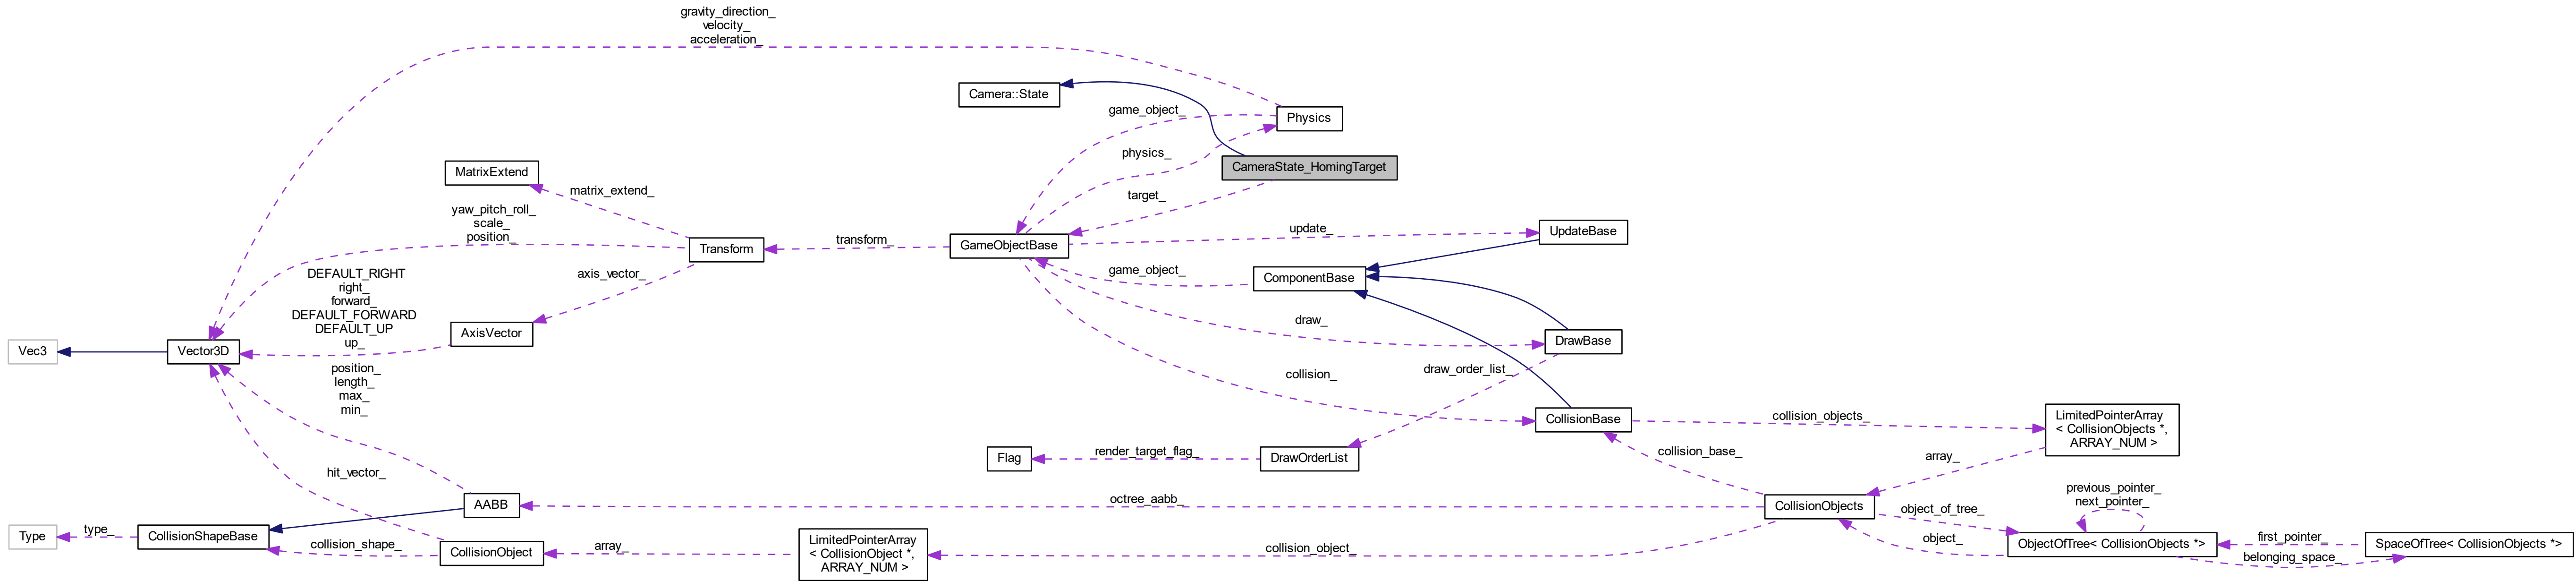 gravity_direction_
velocity_
acceleration_
Camera::State
Physics
game_object_
physics_
CameraState_HomingTarget
MatrixExtend
matrix_extend_
target_
yaw_pitch_roll_
scale_
position_
Transform
transform_
GameObjectBase
update_
UpdateBase
DEFAULT_RIGHT
right_
forward_
DEFAULT_FORWARD
DEFAULT_UP
up_
axis_vector_
game_object_
ComponentBase
AxisVector
draw_
DrawBase
Vec3
Vector3D
position_
length_
max_
min_
collision_
draw_order_list_
CollisionBase
collision_objects_
LimitedPointerArray
< CollisionObjects *,
ARRAY_NUM >
Flag
render_target_flag_
DrawOrderList
collision_base_
array_
hit_vector_
AABB
octree_aabb_
CollisionObjects
object_of_tree_
previous_pointer_
next_pointer_
Type
type_
CollisionShapeBase
collision_shape_
CollisionObject
array_
LimitedPointerArray
< CollisionObject *,
ARRAY_NUM >
collision_object_
object_
ObjectOfTree< CollisionObjects *>
first_pointer_
belonging_space_
SpaceOfTree< CollisionObjects *>